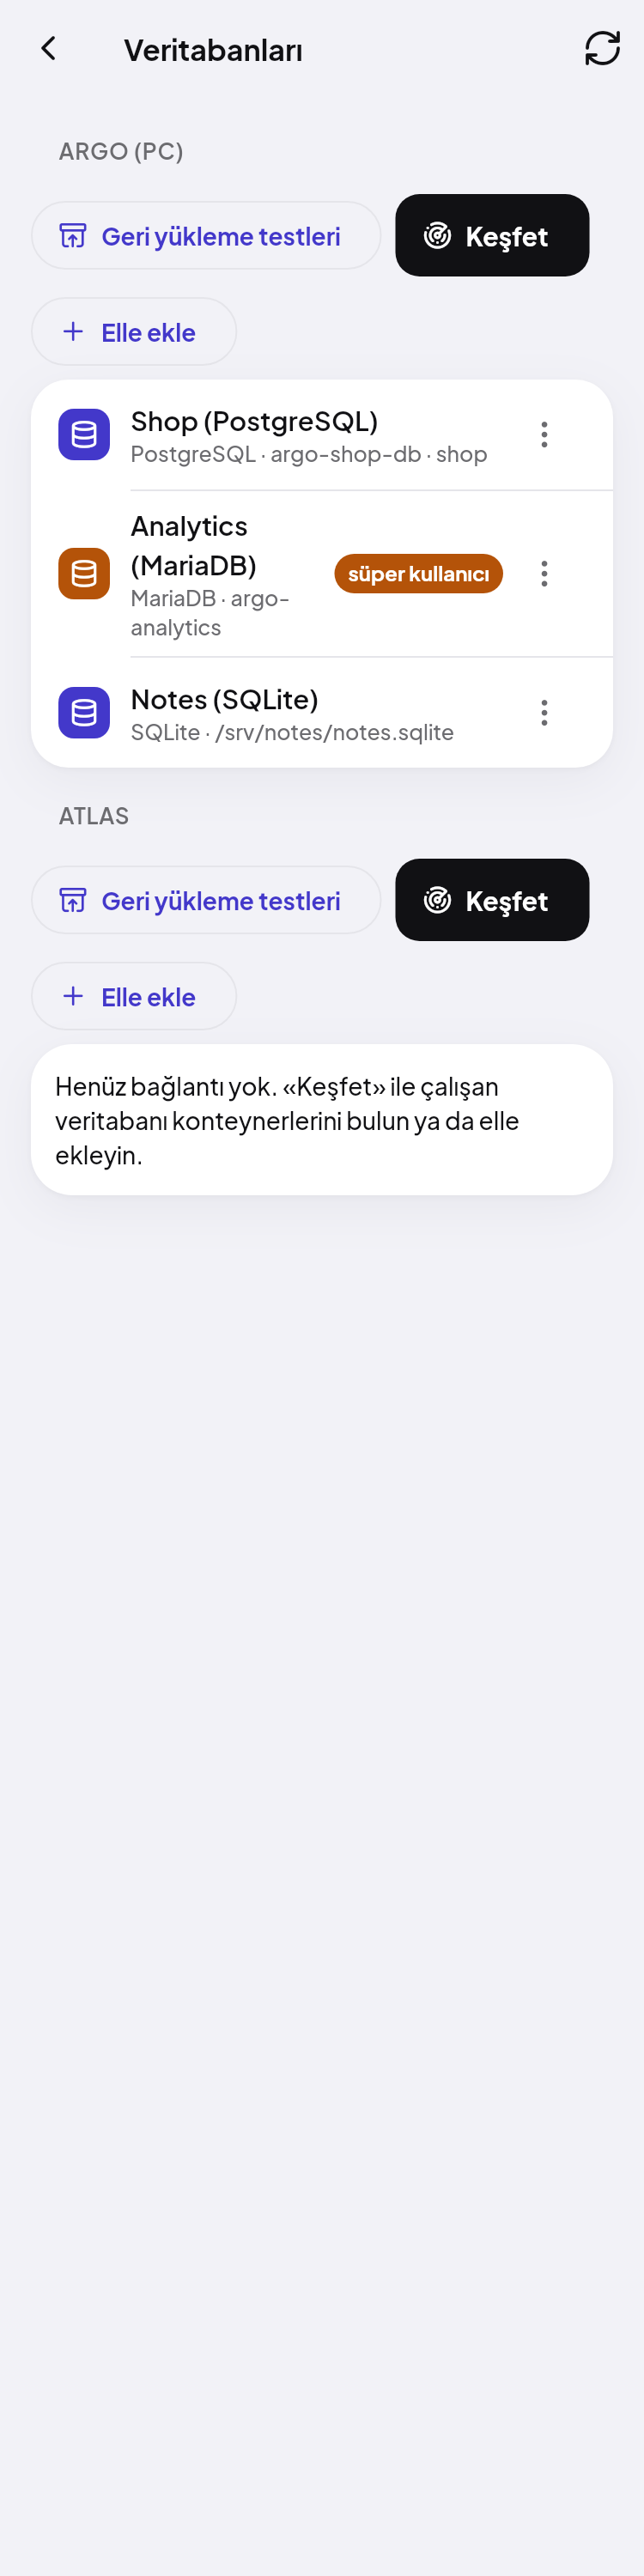 Veritabanları
ARGO (PC)
Geri yükleme testleri
Keşfet
Elle ekle
Shop (PostgreSQL)
PostgreSQL · argo-shop-db · shop
Analytics
(MariaDB)
MariaDB · argo-
analytics
süper kullanıcı
Notes (SQLite)
SQLite · /srv/notes/notes.sqlite
ATLAS
Geri yükleme testleri
Keşfet
Elle ekle
Henüz bağlantı yok. «Keşfet» ile çalışan
veritabanı konteynerlerini bulun ya da elle
ekleyin.